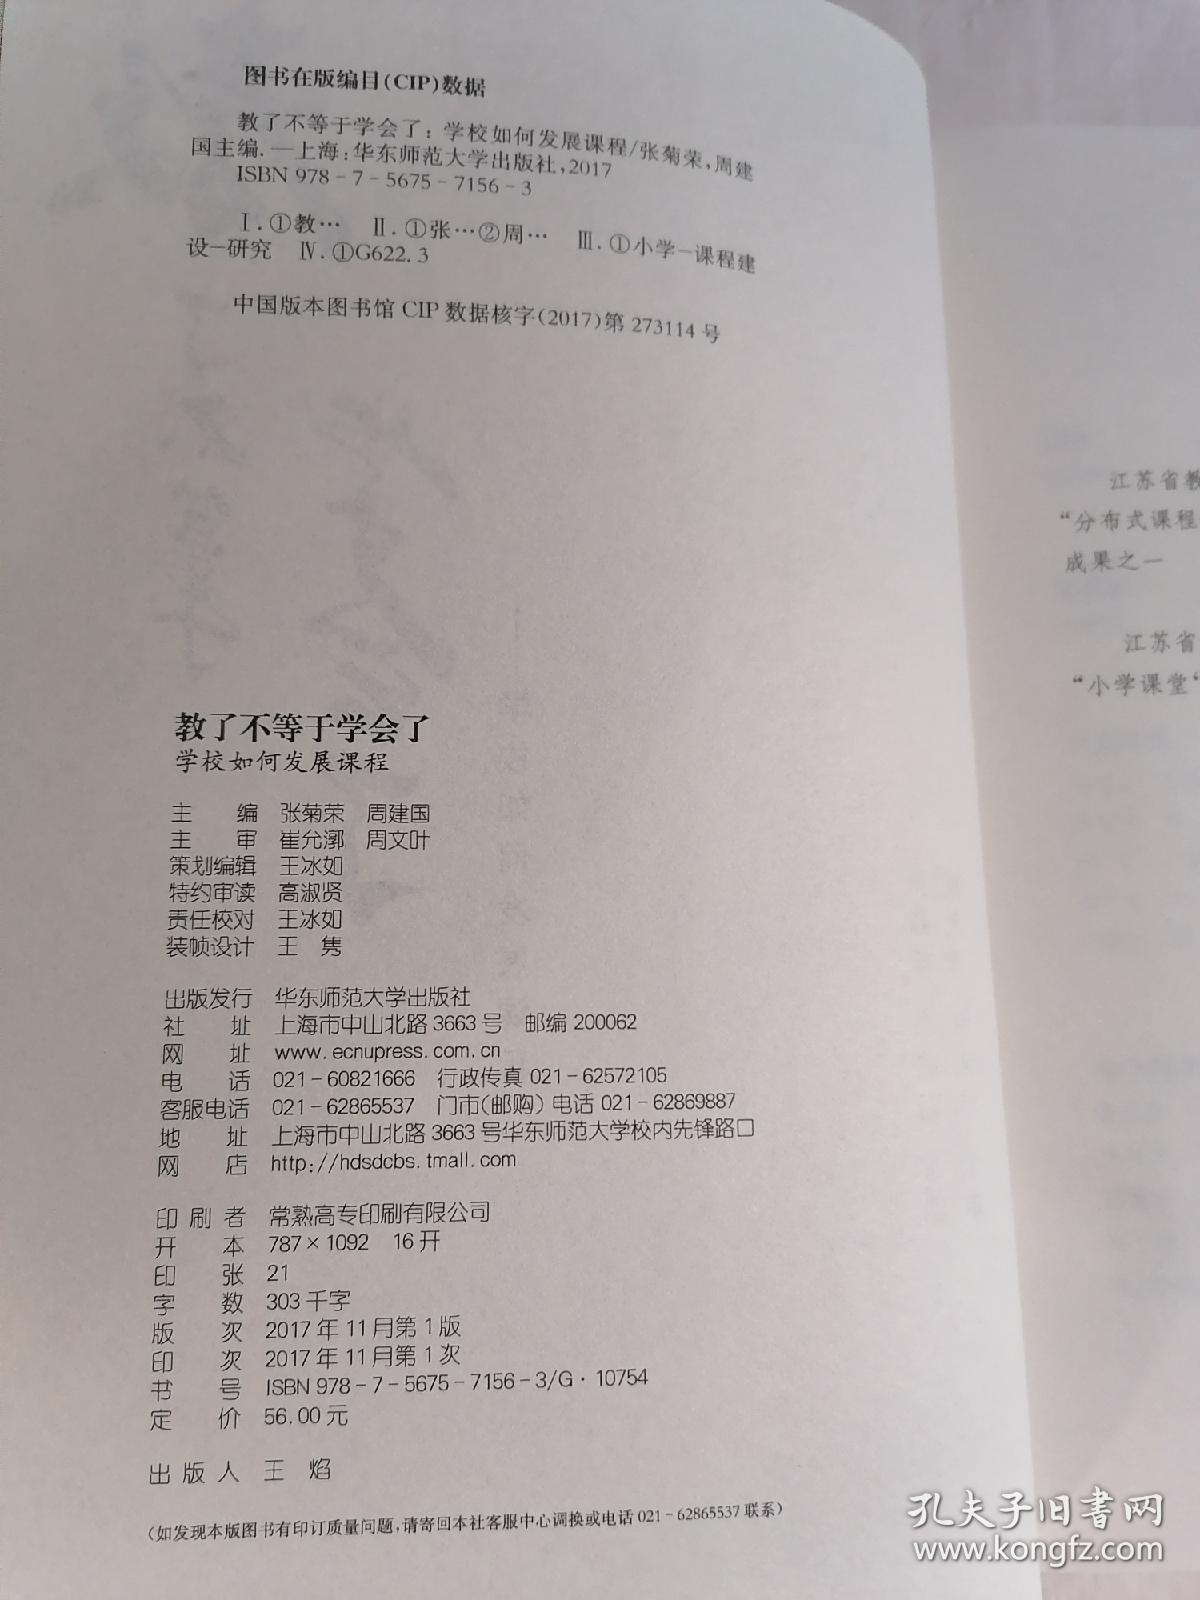 图书在版编目(CIP)数据
教了不等于学会了：学校如何发展课程/张菊荣，周建
国主编.—上海：华东师范大学出版社，2017
ISBN 978-7-5675-7156-3
Ⅰ.①教… Ⅱ.①张…②周… Ⅲ.①小学-课程建
设-研究 Ⅳ.①G622.3
中国版本图书馆CIP数据核字(2017)第273114号
教了不等于学会了
学校如何发展课程
主 编 张菊荣 周建国
主 审 崔允漷 周文叶
策划编辑 王冰如
特约审读 高淑贤
责任校对 王冰如
装帧设计 王 隽
出版发行 华东师范大学出版社
社 址 上海市中山北路3663号 邮编200062
网 址 www.ecnupress.com.cn
电 话 021-60821666 行政传真 021-62572105
客服电话 021-62865537 门市(邮购)电话 021-62869887
地 址 上海市中山北路3663号华东师范大学校内先锋路口
网 店 http://hdsdcbs.tmall.com
印 刷 者 常熟高专印刷有限公司
开 本 787×1092 16开
印 张 21
字 数 303千字
版 次 2017年11月第1版
印 次 2017年11月第1次
书 号 ISBN 978-7-5675-7156-3/G·10754
定 价 56.00元
出 版 人 王 焰
(如发现本版图书有印订质量问题，请寄回本社客服中心调换或电话021-62865537联系)
江苏省教
“分布式课程
成果之一
江苏省
“小学课堂
孔夫子旧书网
www.kongfz.com